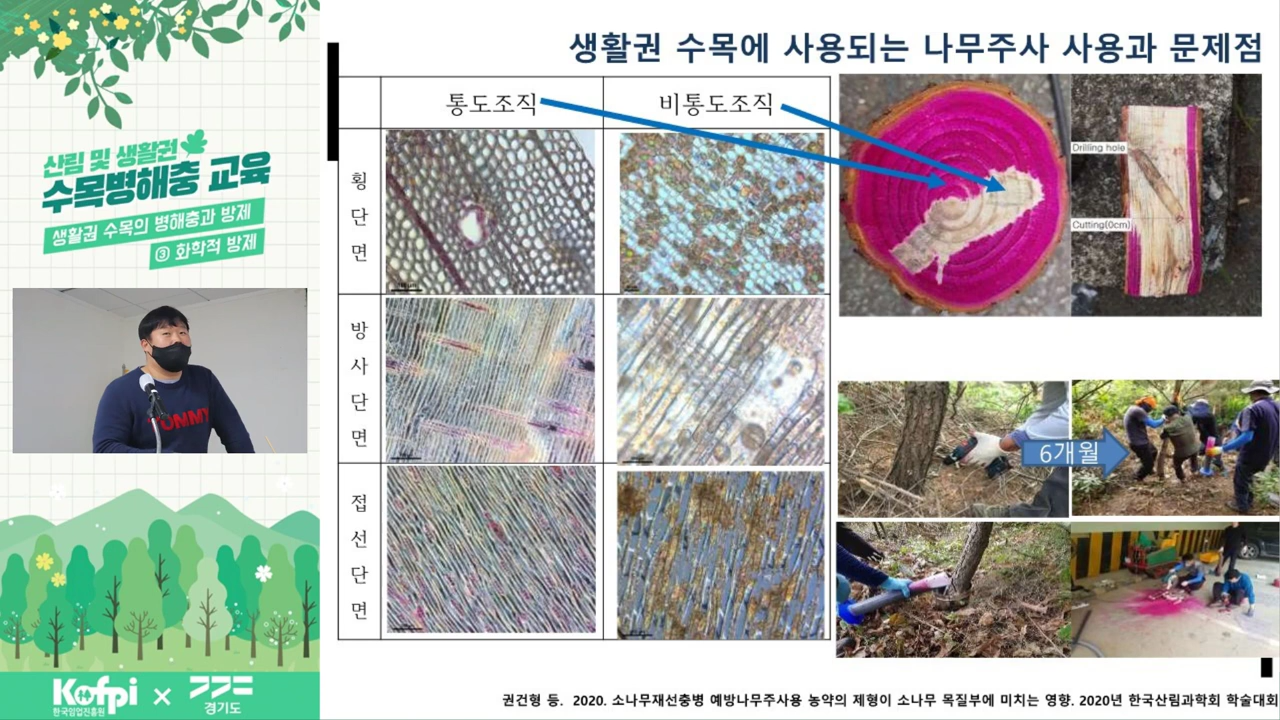 생활권 수목에 사용되는 나무주사 사용과 문제점
산림 및 생활권
수목병해충 교육
생활권 수목의 병해충과 방제
③ 화학적 방제
TOMMY
통도조직
비통도조직
횡단면
방사단면
접선단면
Drilling hole
Cutting(0cm)
6개월
Kofpi
한국임업진흥원
×
경기도
권건형 등. 2020. 소나무재선충병 예방나무주사용 농약의 제형이 소나무 목질부에 미치는 영향. 2020년 한국산림과학회 학술대회